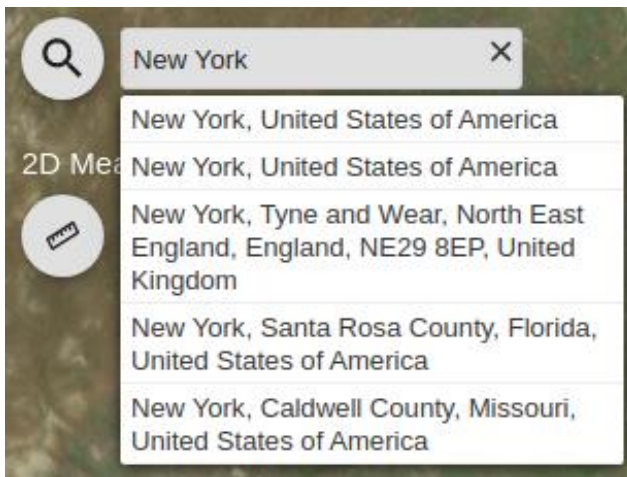 New York
New York, United States of America
2D Mea
New York, United States of America
New York, Tyne and Wear, North East
England, England, NE29 8EP, United
Kingdom
New York, Santa Rosa County, Florida,
United States of America
New York, Caldwell County, Missouri,
United States of America